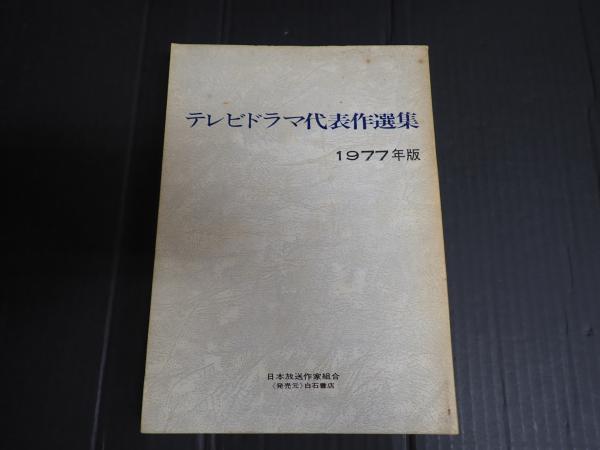 テレビドラマ代表作選集
1977年版
日本放送作家組合
(発売元)白石書店